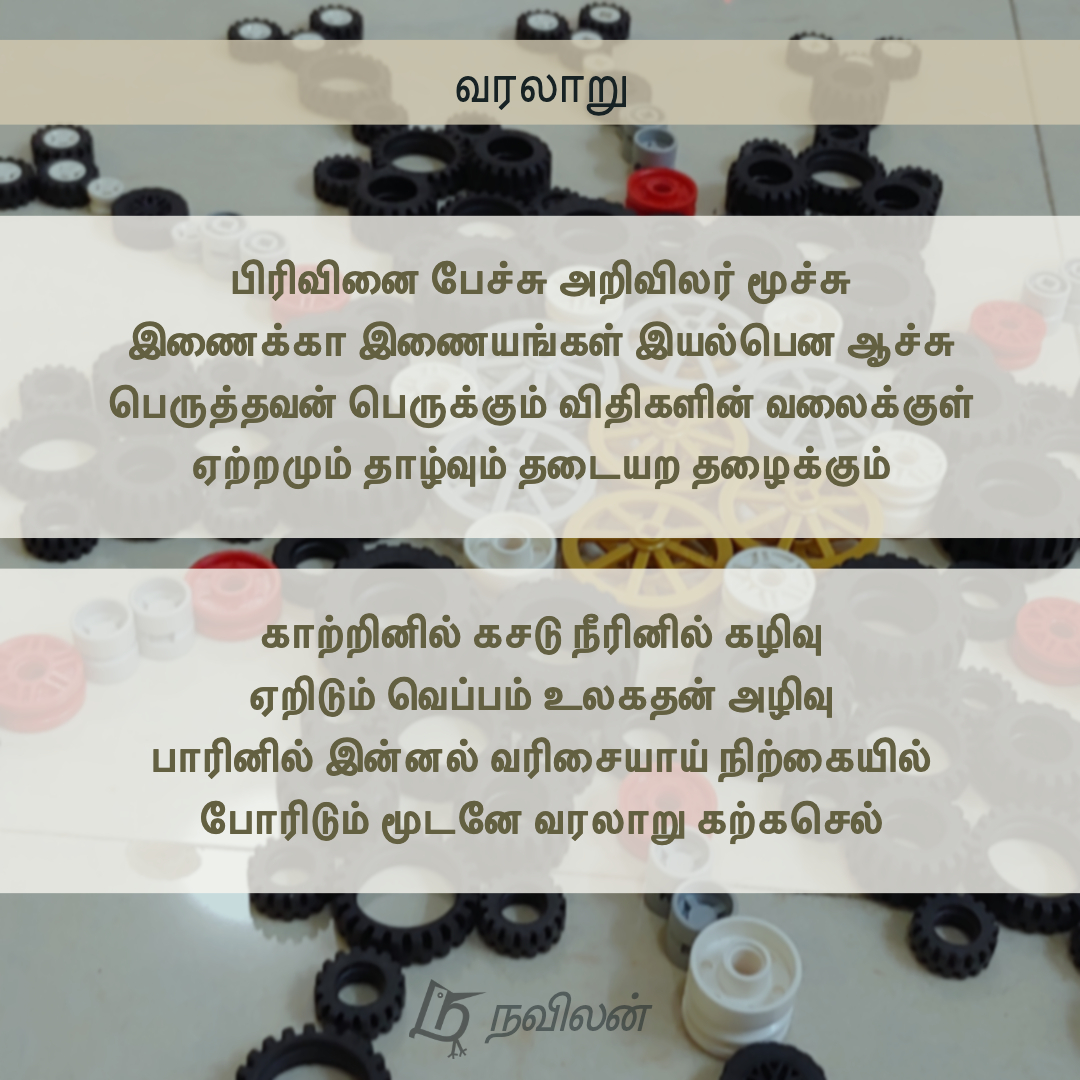 வரலாறு
பிரிவினை பேச்சு அறிவிலர் மூச்சு
இணைக்கா இணையங்கள் இயல்பென ஆச்சு
பெருத்தவன் பெருக்கும் விதிகளின் வலைக்குள்
ஏற்றமும் தாழ்வும் தடையற தழைக்கும்
காற்றினில் கசடு நீரினில் கழிவு
ஏறிடும் வெப்பம் உலகதன் அழிவு
பாரினில் இன்னல் வரிசையாய் நிற்கையில்
போரிடும் மூடனே வரலாறு கற்கசெல்
நவிலன்